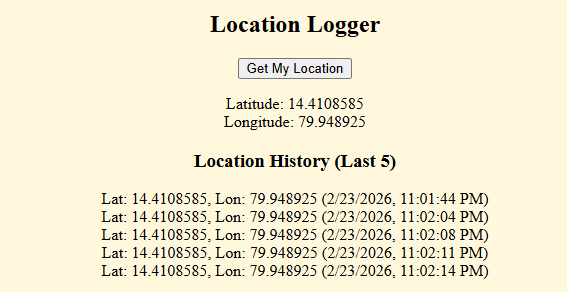 Location Logger
Get My Location
Latitude: 14.4108585
Longitude: 79.948925
Location History (Last 5)
Lat: 14.4108585, Lon: 79.948925 (2/23/2026, 11:01:44 PM)
Lat: 14.4108585, Lon: 79.948925 (2/23/2026, 11:02:04 PM)
Lat: 14.4108585, Lon: 79.948925 (2/23/2026, 11:02:08 PM)
Lat: 14.4108585, Lon: 79.948925 (2/23/2026, 11:02:11 PM)
Lat: 14.4108585, Lon: 79.948925 (2/23/2026, 11:02:14 PM)